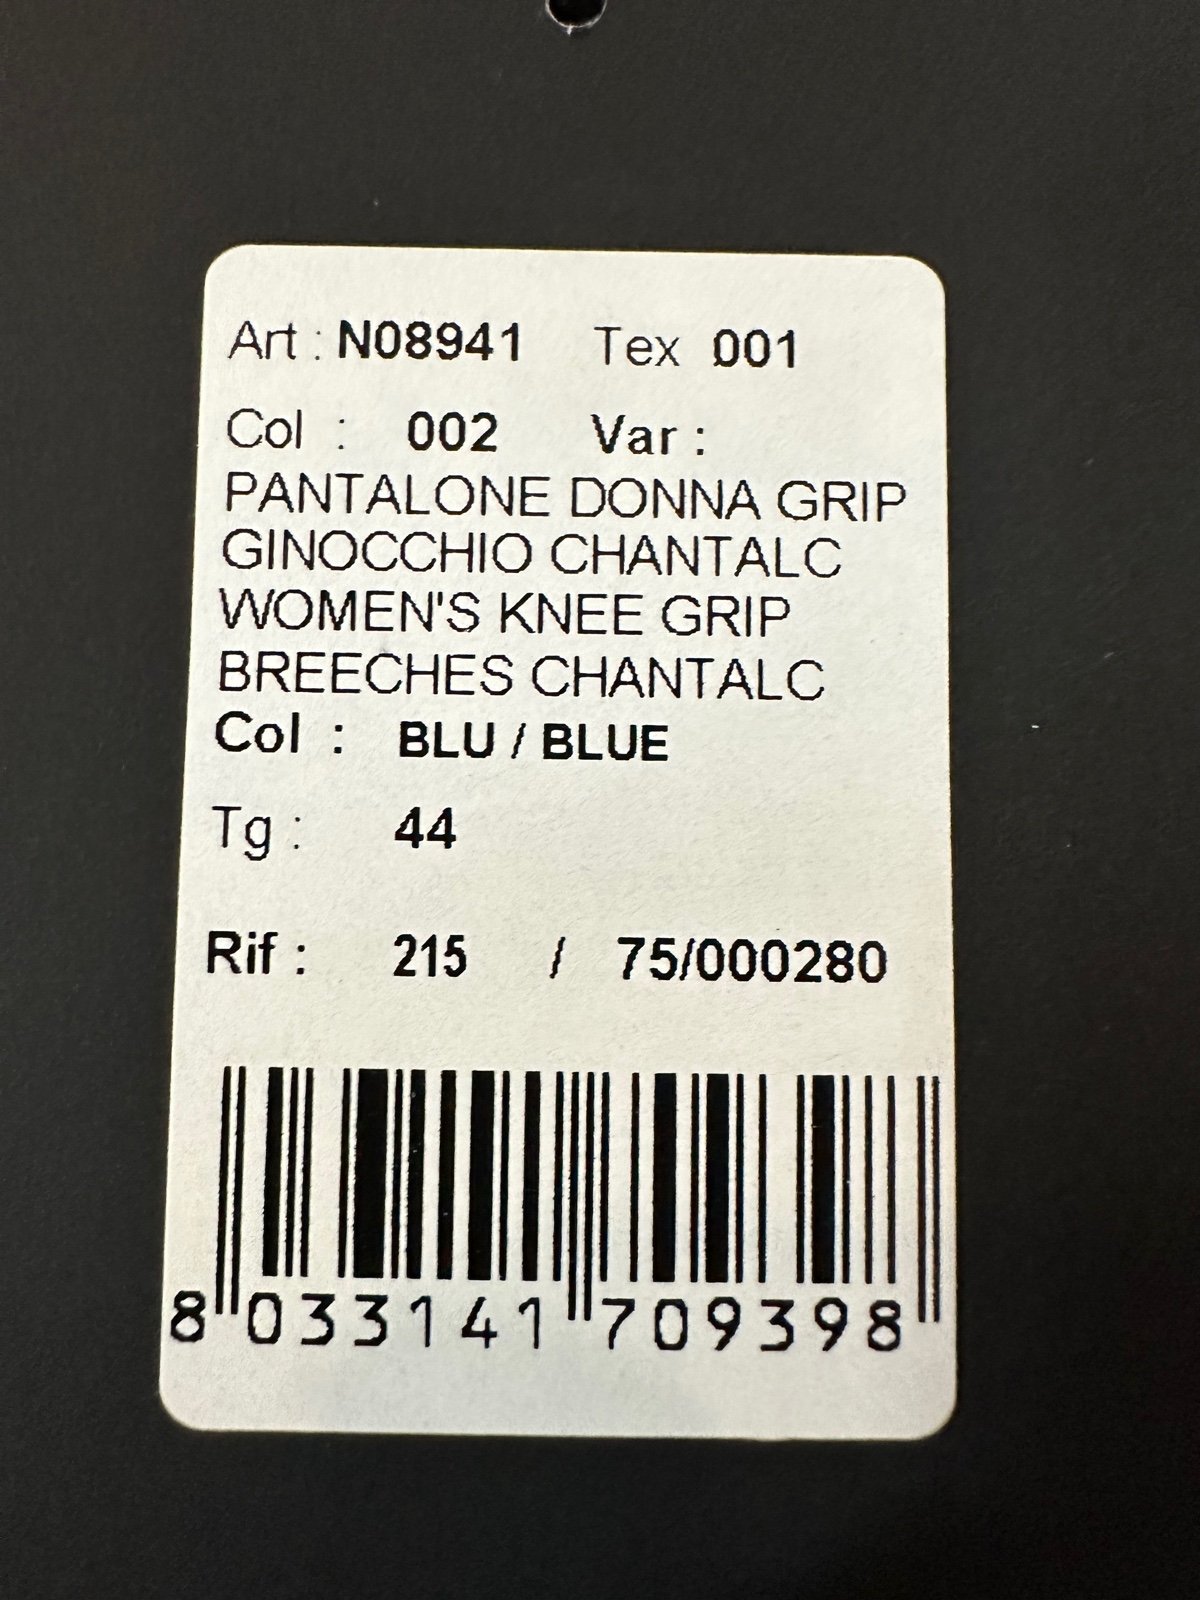 Art : N08941 Tex 001
Col : 002 Var :
PANTALONE DONNA GRIP
GINOCCHIO CHANTALC
WOMEN'S KNEE GRIP
BREECHES CHANTALC
Col : BLU / BLUE
Tg : 44
Rif : 215 / 75/000280
8 033141 709398